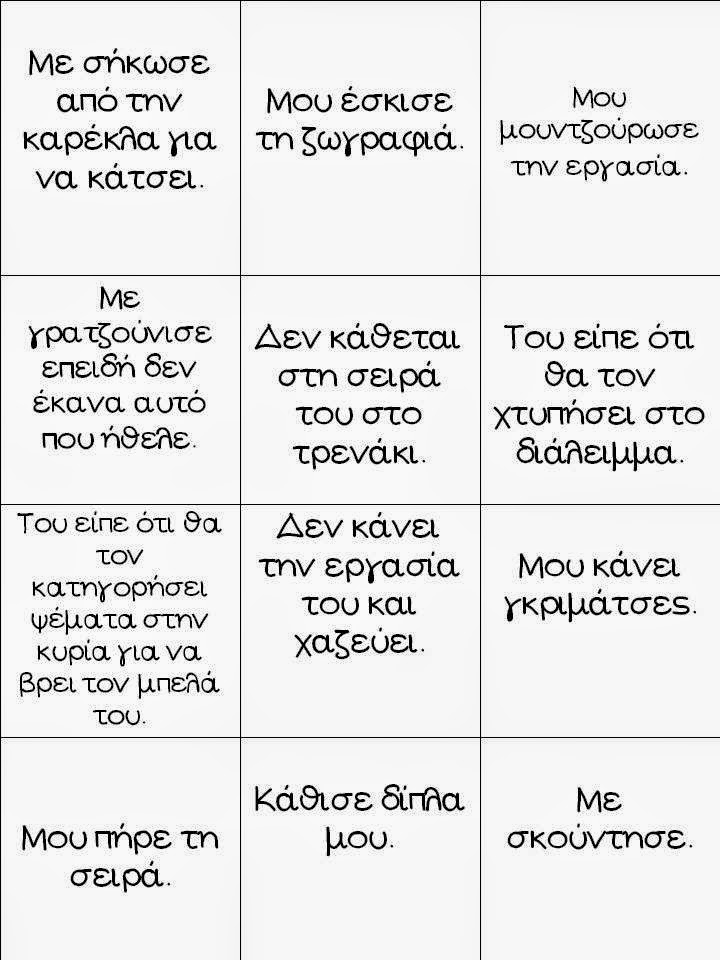 Με σήκωσε
από την
καρέκλα για
να κάτσει.
Μου έσκισε
τη ζωγραφιά.
Μου
μουντζούρωσε
την εργασία.
Με
γρατζούνισε
επειδή δεν
έκανα αυτό
που ήθελε.
Δεν κάθεται
στη σειρά
του στο
τρενάκι.
Του είπε ότι
θα τον
χτυπήσει στο
διάλειμμα.
Του είπε ότι θα
τον
κατηγορήσει
ψέματα στην
κυρία για να
βρει τον μπελά
του.
Δεν κάνει
την εργασία
του και
χαζεύει.
Μου κάνει
γκριμάτσες.
Μου πήρε τη
σειρά.
Κάθισε δίπλα
μου.
Με
σκούντησε.